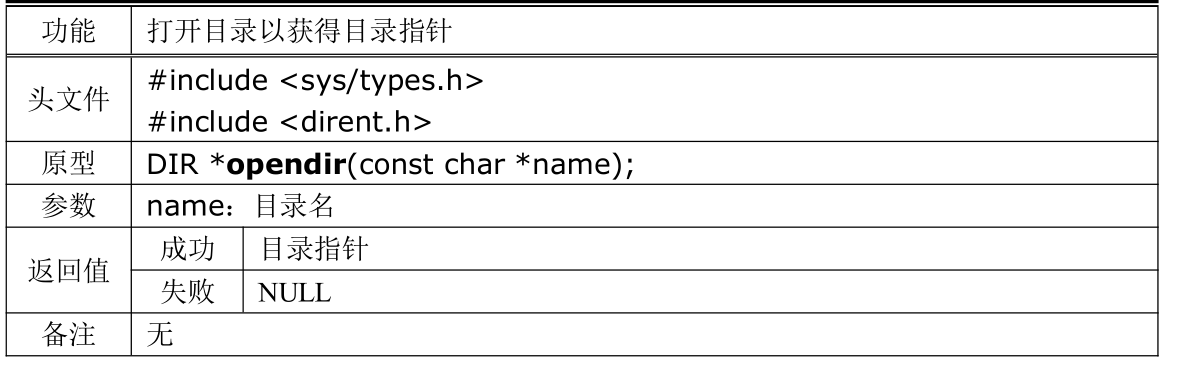 功能 打开目录以获得目录指针
头文件 #include <sys/types.h>
#include <dirent.h>
原型 DIR *opendir(const char *name);
参数 name：目录名
返回值 成功 目录指针
失败 NULL
备注 无